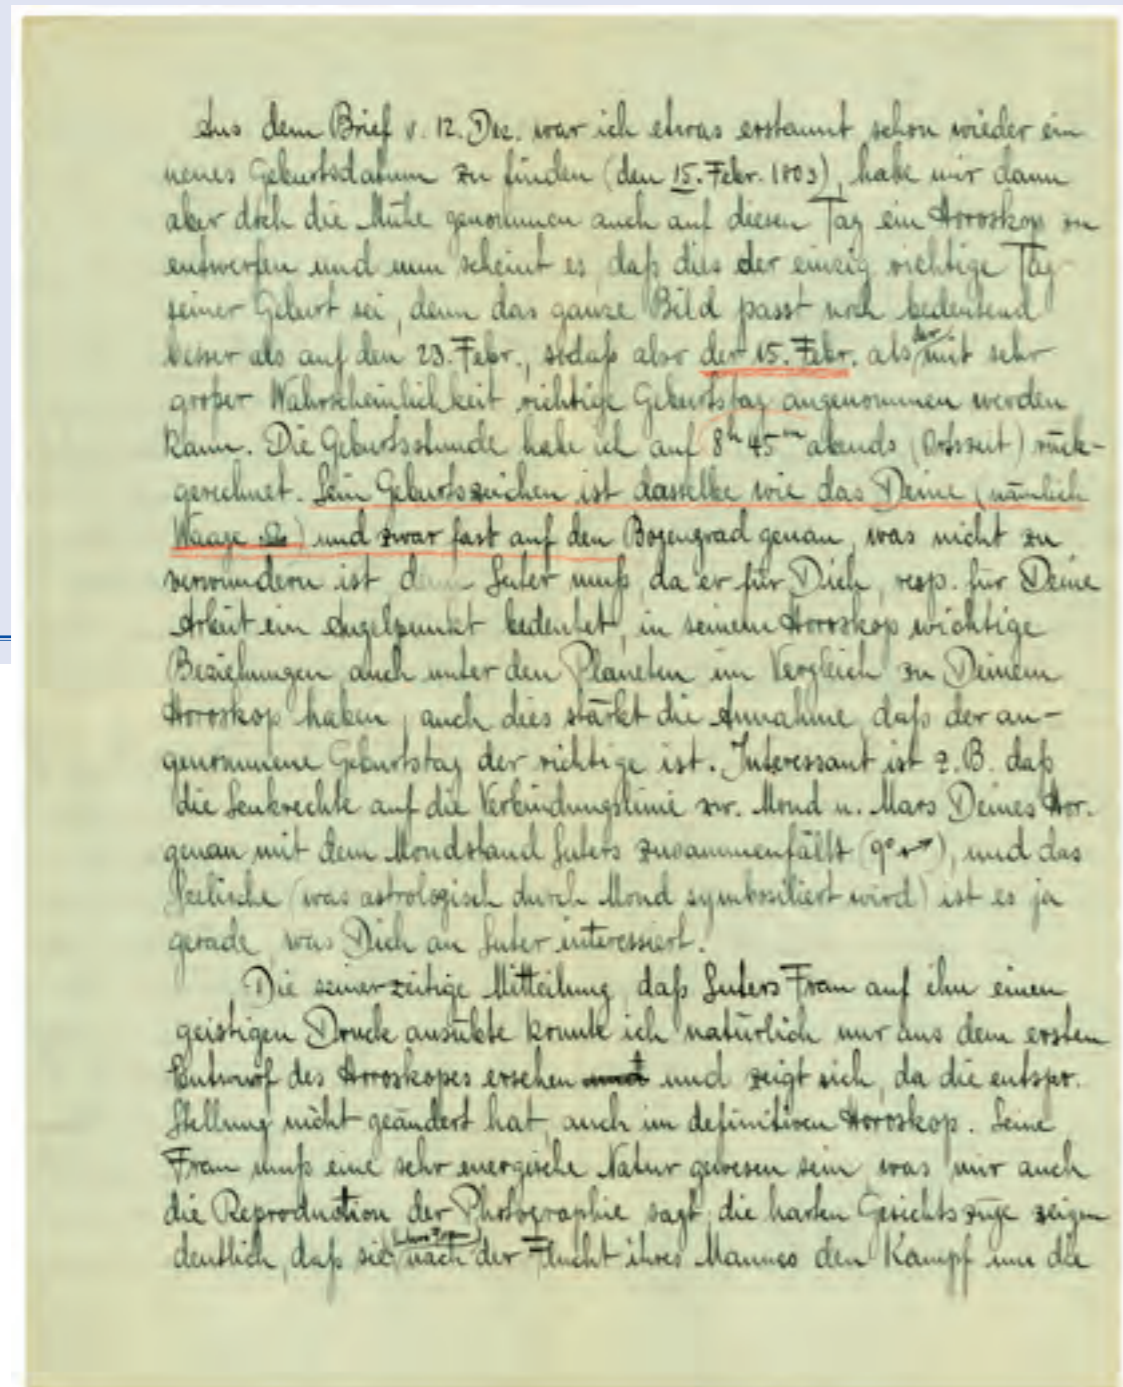 Aus dem Brief v. 12. Dez. war ich etwas erstaunt schon wieder ein
neues Geburtsdatum zu finden (den 15. Febr. 1803), habe mir dann
aber doch die Mühe genommen auch auf diesen Tag ein Horoskop zu
entwerfen und nun scheint es, daß dies der einzig richtige Tag
seiner Geburt sei, denn das ganze Bild passt noch bedeutend
besser als auf den 23. Febr., sodaß also der 15. Febr. als der mit sehr
großer Wahrscheinlichkeit richtige Geburtstag angenommen werden
kann. Die Geburtsstunde habe ich auf 8h 45m abends (Ortszeit) rück-
gerechnet. Sein Geburtszeichen ist dasselbe wie das Deine (nämlich
Waage ♎) und zwar fast auf den Bogengrad genau, was nicht zu
verwundern ist, denn Suter muß, da er für Dich, resp. für Deine
Arbeit ein Angelpunkt bedeutet, in seinem Horoskop wichtige
Beziehungen auch unter den Planeten im Vergleich zu Deinem
Horoskop haben, auch dies stärkt die Annahme, daß der an-
genommene Geburtstag der richtige ist. Interessant ist z.B. daß
die Senkrechte auf die Verbindungslinie zw. Mond u. Mars Deines Hor.
genau mit dem Mondstand Suters zusammenfällt (9° ♐), und das
Seelische (was astrologisch durch Mond symbosiliert wird) ist es ja
gerade, was Dich an Suter interessiert.
Die seinerzeitige Mitteilung, daß Suters Frau auf ihn einen
geistigen Druck ausübte konnte ich natürlich nur aus dem ersten
Entwurf des Horoskopes ersehen und zeigt sich, da die entspr.
Stellung nicht geändert hat, auch im definitiven Horoskop. Seine
Frau muß eine sehr energische Natur gewesen sein, was mir auch
die Reproduction der Photographie sagt, die harten Gesichtszüge zeigen
deutlich, daß sie nach der Flucht ihres Mannes den Kampf um die